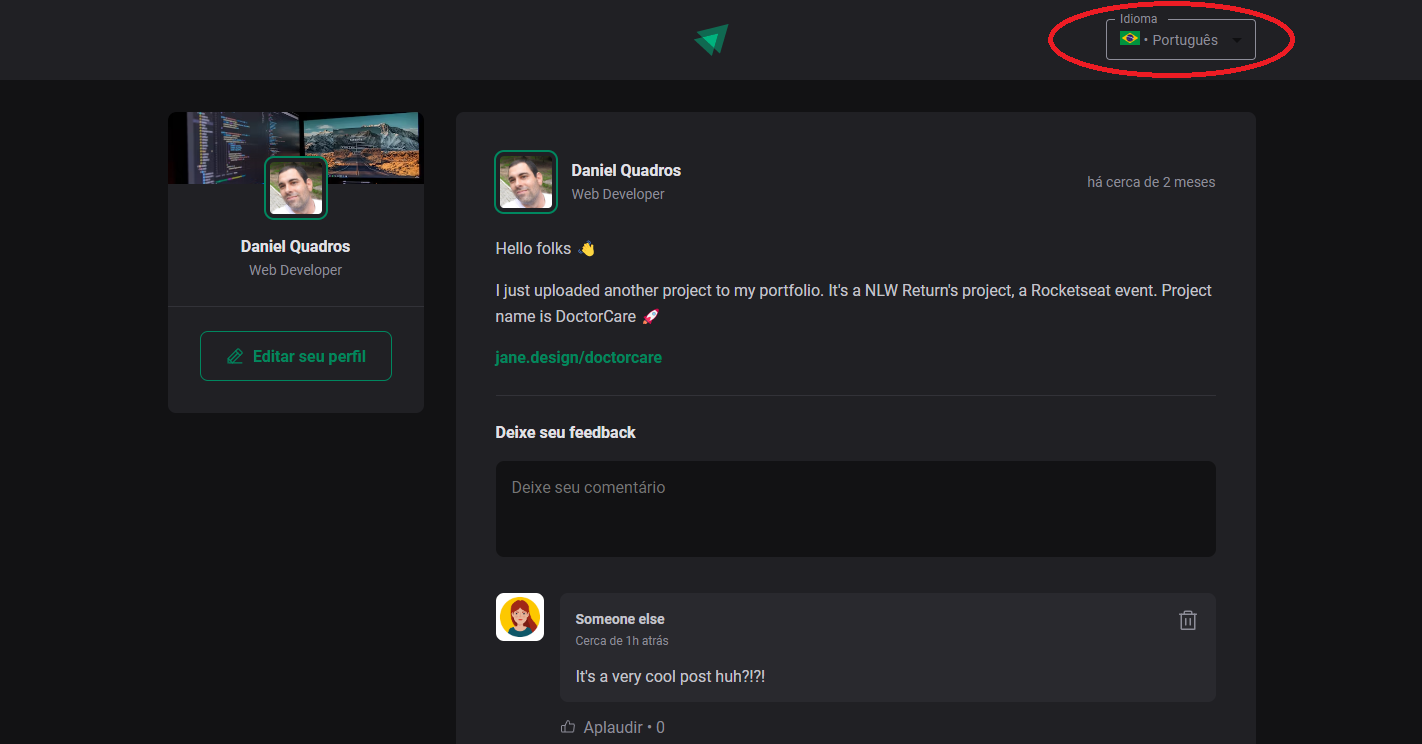 Idioma
🇧🇷 • Português
Daniel Quadros
Web Developer
Editar seu perfil
Daniel Quadros
Web Developer
há cerca de 2 meses
Hello folks 👋
I just uploaded another project to my portfolio. It's a NLW Return's project, a Rocketseat event. Project
name is DoctorCare 🚀
jane.design/doctorcare
Deixe seu feedback
Deixe seu comentário
Someone else
Cerca de 1h atrás
It's a very cool post huh?!?!
Aplaudir • 0